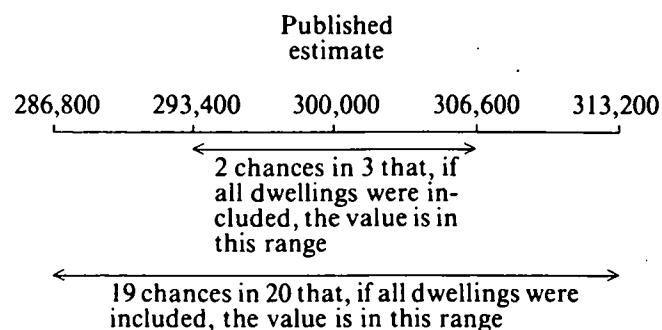 Published
estimate
286,800 293,400 300,000 306,600 313,200
2 chances in 3 that, if
all dwellings were in-
cluded, the value is in
this range
19 chances in 20 that, if all dwellings were
included, the value is in this range